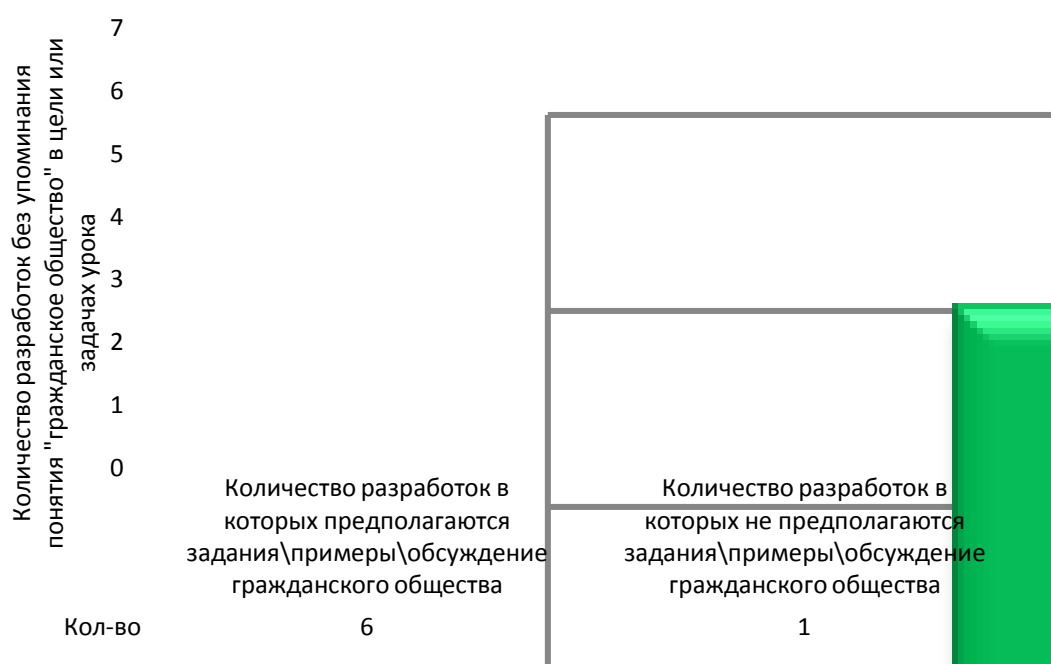 Количество разработок без упоминания
понятия "гражданское общество" в цели или
задачах урока
7
6
5
4
3
2
1
0
Количество разработок в
которых предполагаются
задания\примеры\обсуждение
гражданского общества
Количество разработок в
которых не предполагаются
задания\примеры\обсуждение
гражданского общества
Кол-во 6 1